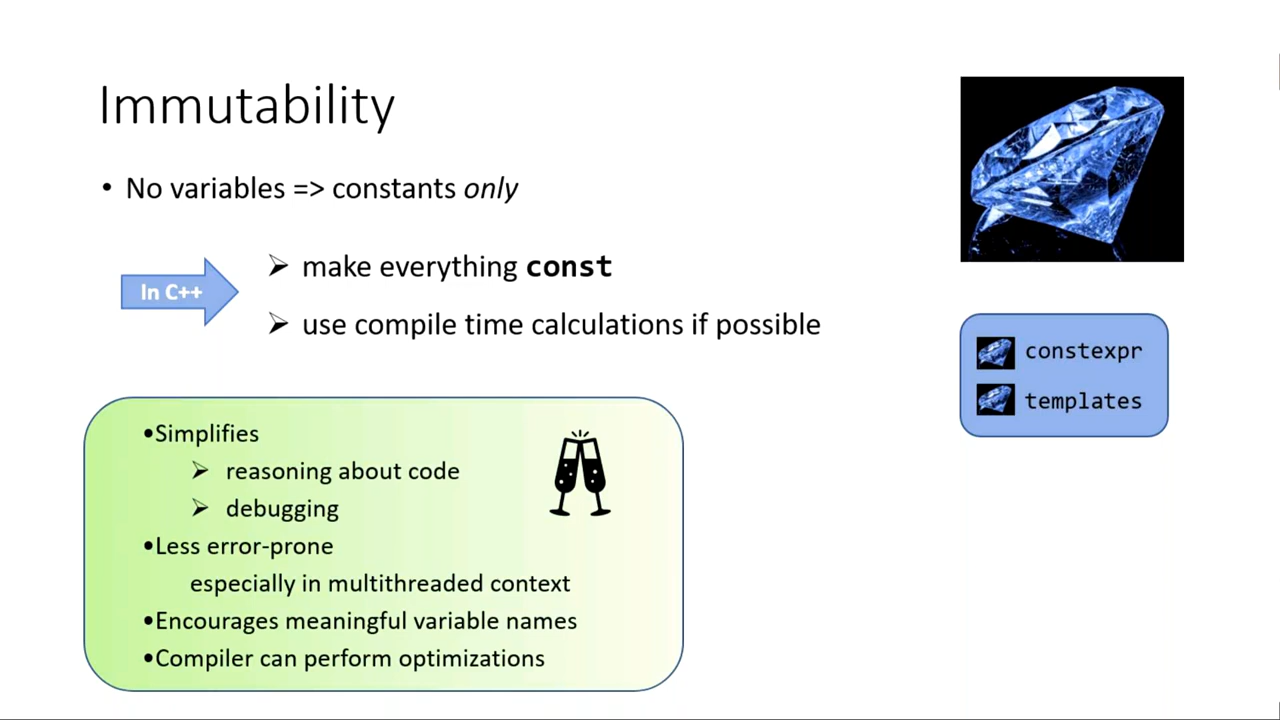 Immutability
• No variables => constants only
In C++
➢ make everything const
➢ use compile time calculations if possible
constexpr
templates
•Simplifies
➢ reasoning about code
➢ debugging
•Less error-prone
especially in multithreaded context
•Encourages meaningful variable names
•Compiler can perform optimizations